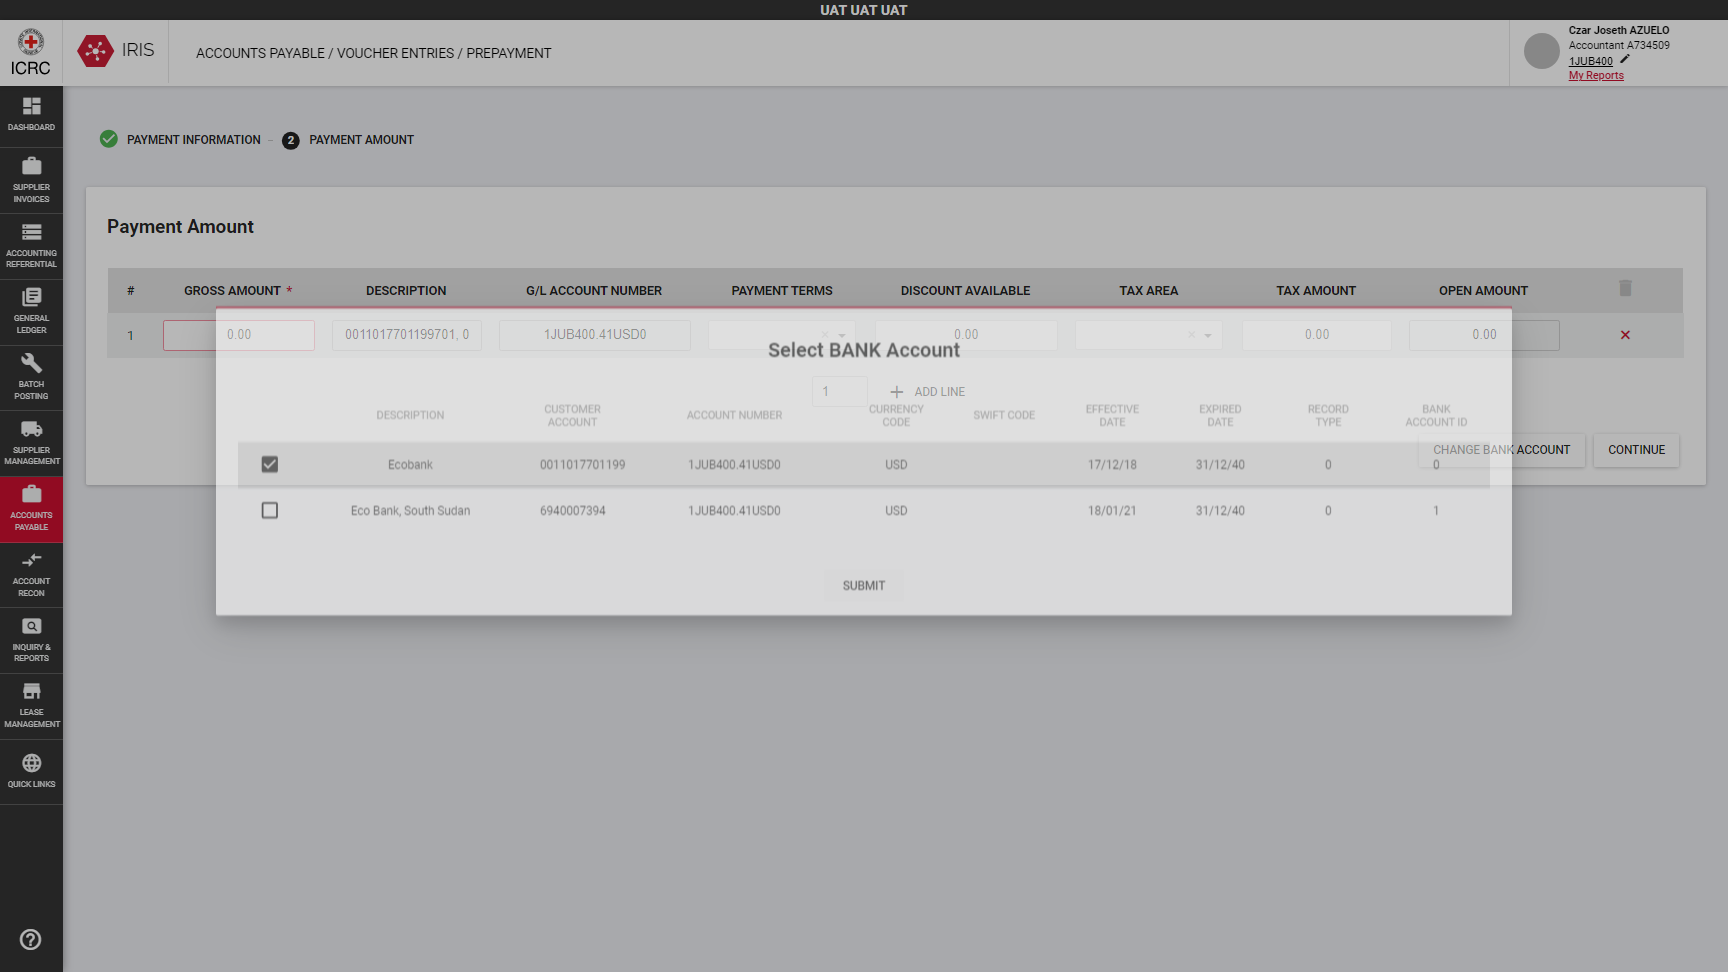 UAT UAT UAT
ICRC
IRIS
ACCOUNTS PAYABLE / VOUCHER ENTRIES / PREPAYMENT
Czar Joseth AZUELO
Accountant A734509
1JUB400
My Reports
DASHBOARD
SUPPLIER
INVOICES
ACCOUNTING
REFERENTIAL
GENERAL
LEDGER
BATCH
POSTING
SUPPLIER
MANAGEMENT
ACCOUNTS
PAYABLE
ACCOUNT
RECON
INQUIRY &
REPORTS
LEASE
MANAGEMENT
QUICK LINKS
PAYMENT INFORMATION – 2 PAYMENT AMOUNT
Payment Amount
# GROSS AMOUNT * DESCRIPTION G/L ACCOUNT NUMBER PAYMENT TERMS DISCOUNT AVAILABLE TAX AREA TAX AMOUNT OPEN AMOUNT
1 0.00 0011017701199701, 0 1JUB400.41USD0 0.00 0.00 0.00
Select BANK Account
1 ADD LINE
DESCRIPTION CUSTOMER ACCOUNT ACCOUNT NUMBER CURRENCY CODE SWIFT CODE EFFECTIVE DATE EXPIRED DATE RECORD TYPE BANK ACCOUNT ID
CHANGE BANK ACCOUNT CONTINUE
Ecobank 0011017701199 1JUB400.41USD0 USD 17/12/18 31/12/40 0 0
Eco Bank, South Sudan 6940007394 1JUB400.41USD0 USD 18/01/21 31/12/40 0 1
SUBMIT